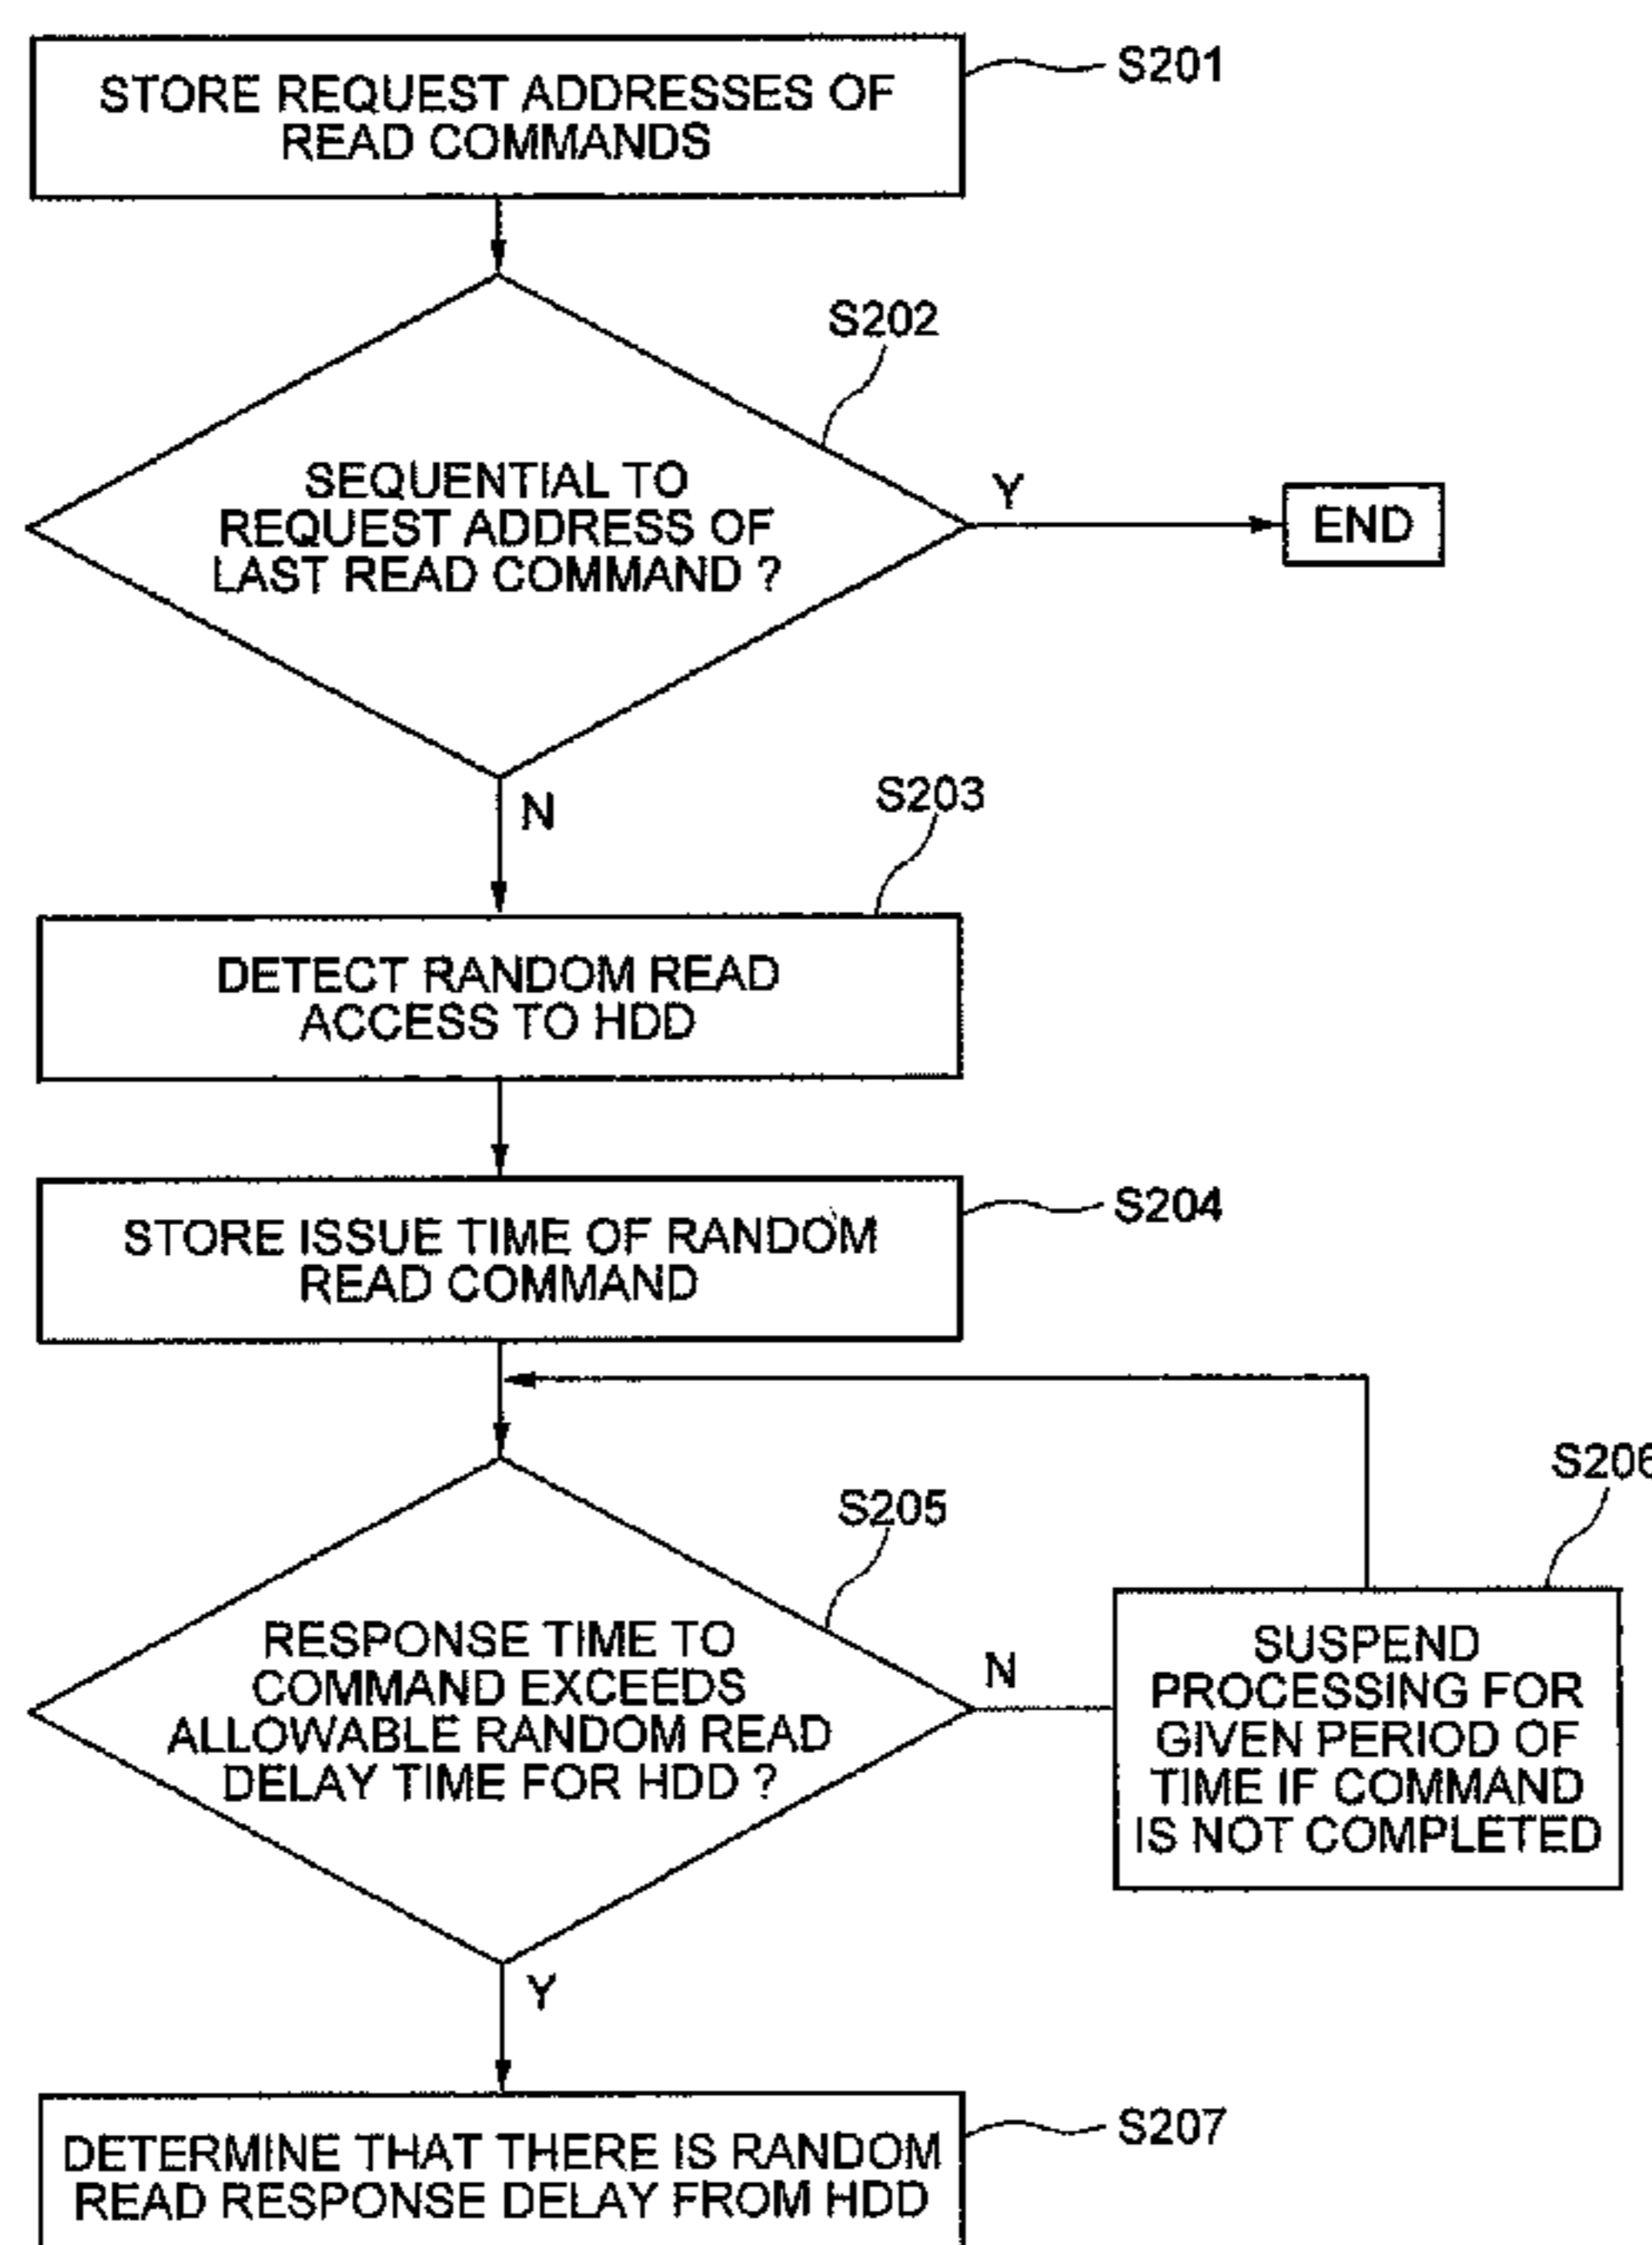 S201
STORE REQUEST ADDRESSES OF
READ COMMANDS
S202
SEQUENTIAL TO
REQUEST ADDRESS OF
LAST READ COMMAND ?
Y
END
N
S203
DETECT RANDOM READ
ACCESS TO HDD
S204
STORE ISSUE TIME OF RANDOM
READ COMMAND
S206
S205
RESPONSE TIME TO
COMMAND EXCEEDS
ALLOWABLE RANDOM READ
DELAY TIME FOR HDD ?
N
SUSPEND
PROCESSING FOR
GIVEN PERIOD OF
TIME IF COMMAND
IS NOT COMPLETED
Y
S207
DETERMINE THAT THERE IS RANDOM
READ RESPONSE DELAY FROM HDD